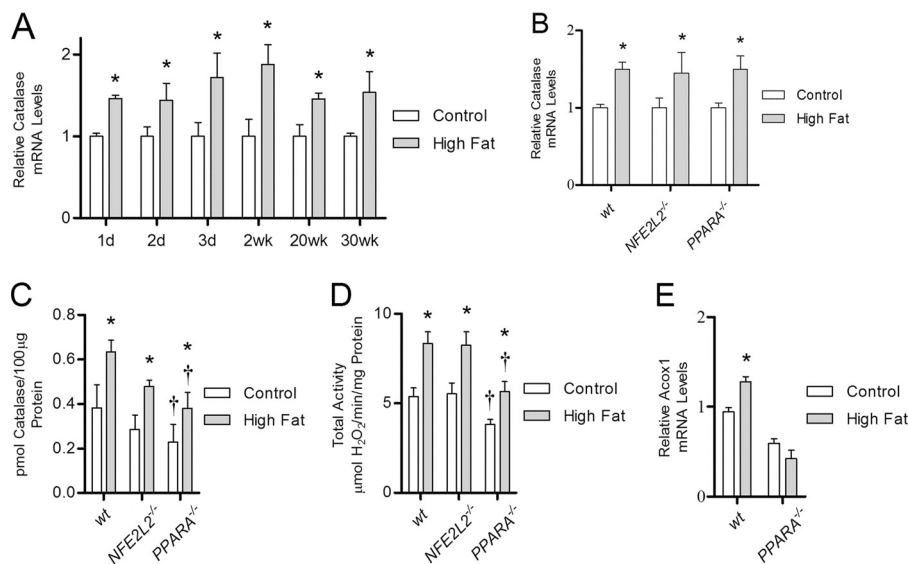 A
Relative Catalase
mRNA Levels
2
1
0
* * * * * *
1d 2d 3d 2wk 20wk 30wk
Control
High Fat
B
Relative Catalase
mRNA Levels
2
1
0
* * *
wt NFE2L2-/- PPARA-/-
Control
High Fat
C
pmol Catalase/100µg
Protein
0.8
0.6
0.4
0.2
0.0
* * *
† †
wt NFE2L2-/- PPARA-/-
Control
High Fat
D
Total Activity
µmol H2O2/min/mg Protein
10
5
0
* * *
† †
wt NFE2L2-/- PPARA-/-
Control
High Fat
E
Relative Acox1
mRNA Levels
2
1
0
*
wt PPARA-/-
Control
High Fat